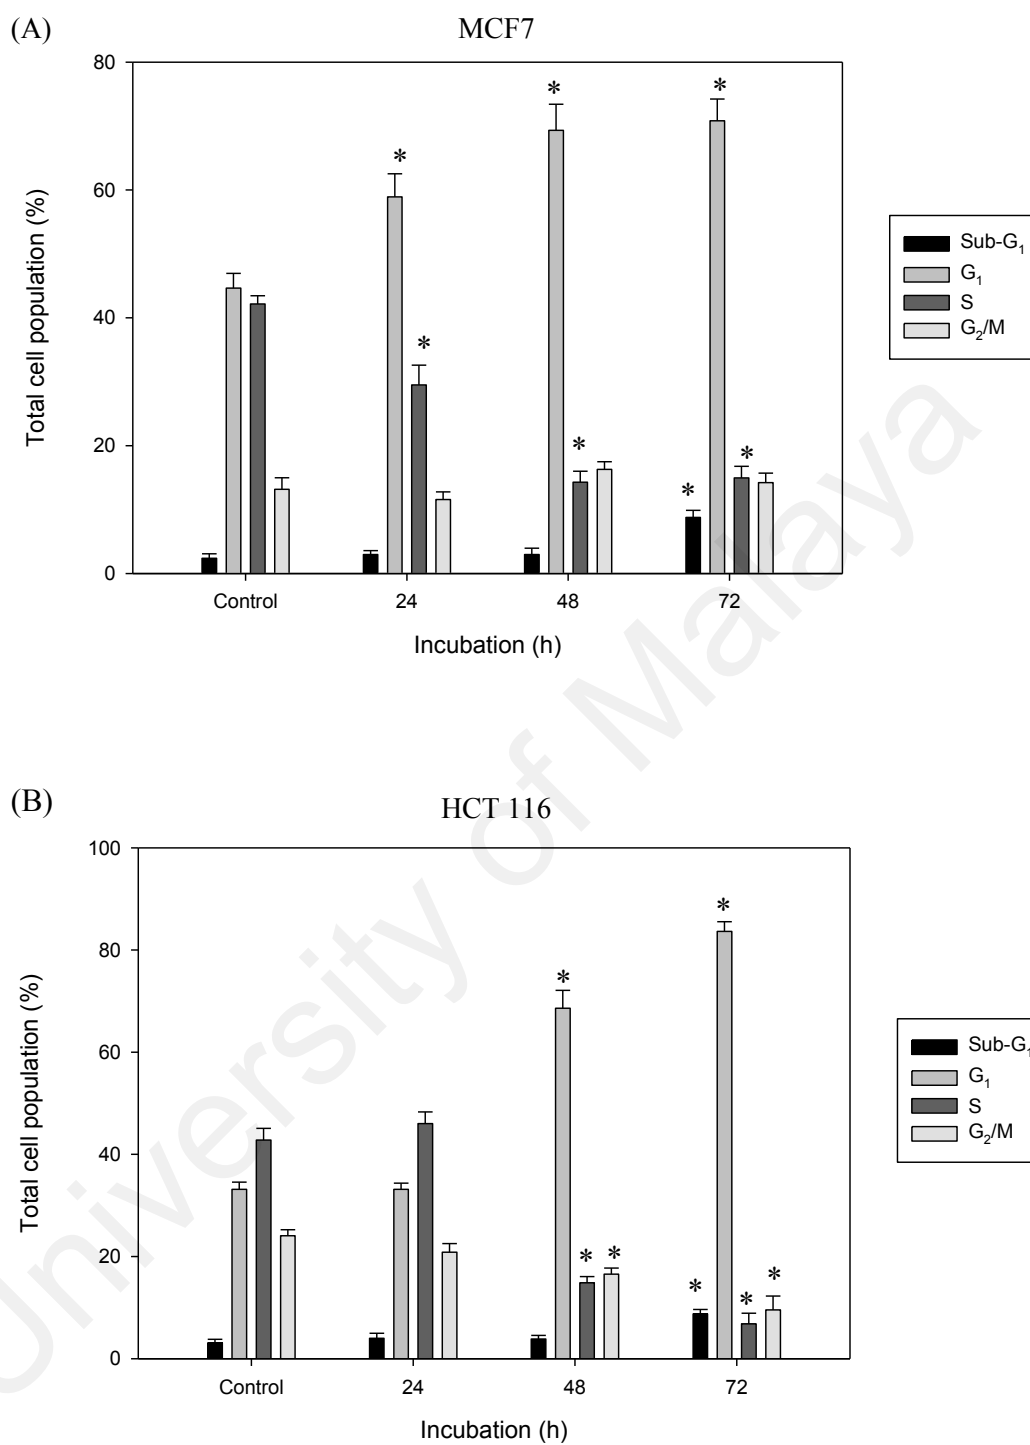 (A)
MCF7
80
60
40
20
0
Total cell population (%)
* * * * * * *
Control 24 48 72
Incubation (h)
Sub-G₁
G₁
S
G₂/M
(B)
HCT 116
100
80
60
40
20
0
Total cell population (%)
* * * * * * *
Control 24 48 72
Incubation (h)
Sub-G₁
G₁
S
G₂/M
University of Malaya